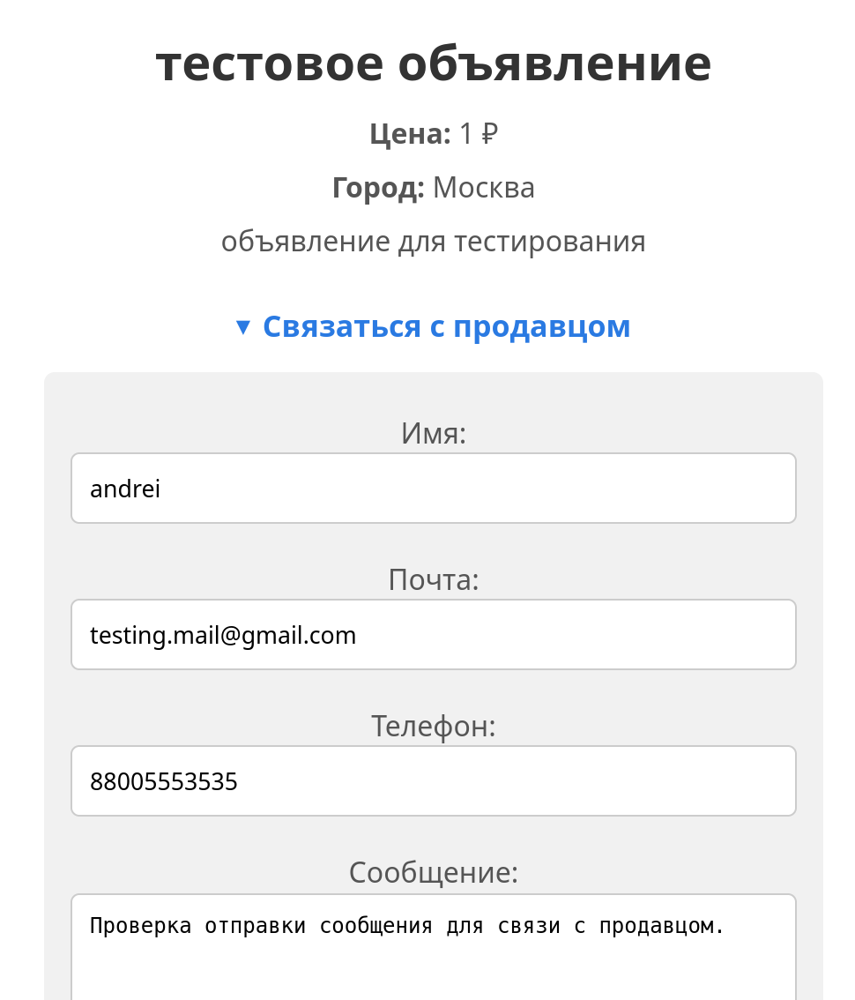 тестовое объявление
Цена: 1 ₽
Город: Москва
объявление для тестирования
▼ Связаться с продавцом
Имя:
andrei
Почта:
testing.mail@gmail.com
Телефон:
88005553535
Сообщение:
Проверка отправки сообщения для связи с продавцом.